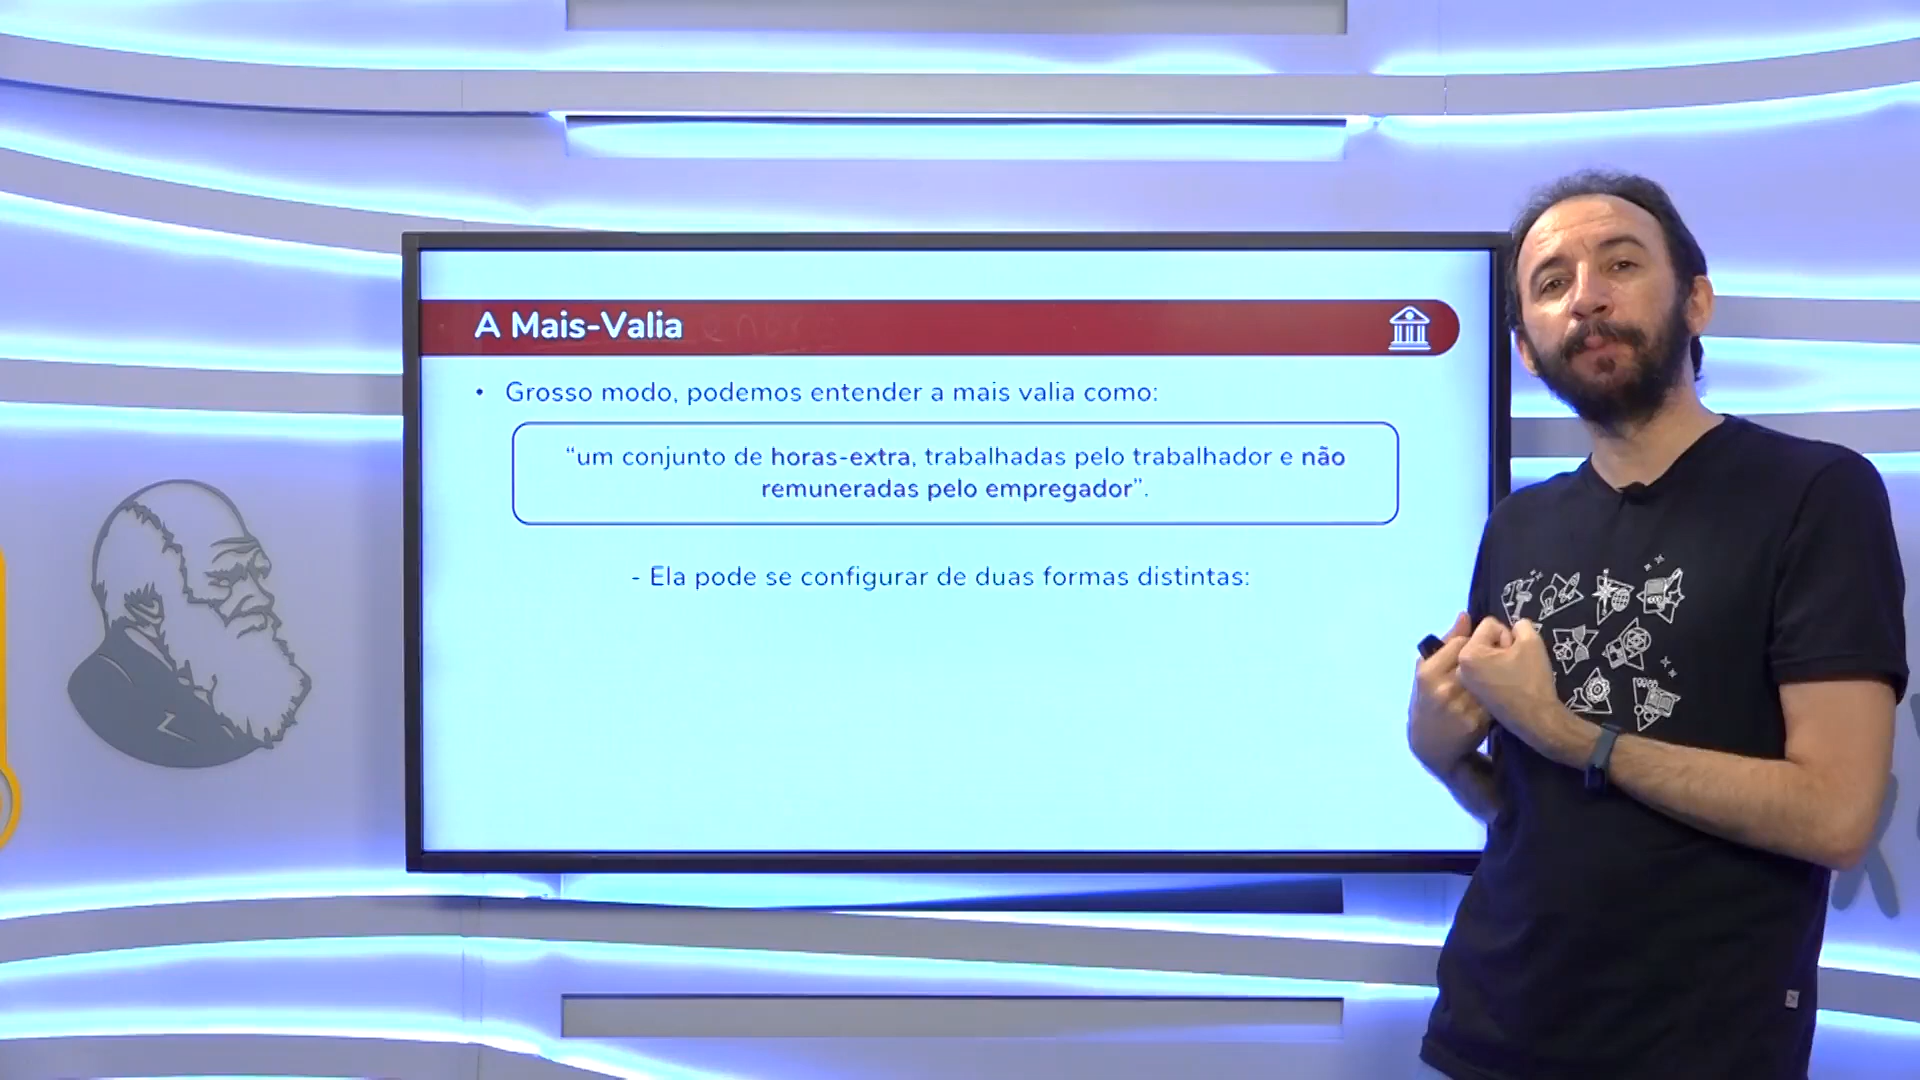 A Mais-Valia
• Grosso modo, podemos entender a mais valia como:
“um conjunto de horas-extra, trabalhadas pelo trabalhador e não
remuneradas pelo empregador”.
- Ela pode se configurar de duas formas distintas: